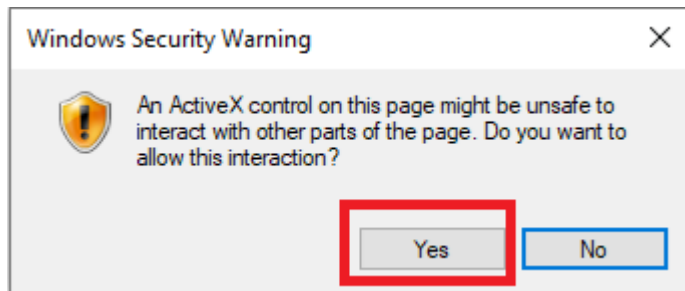 Windows Security Warning
An ActiveX control on this page might be unsafe to
interact with other parts of the page. Do you want to
allow this interaction?
Yes
No